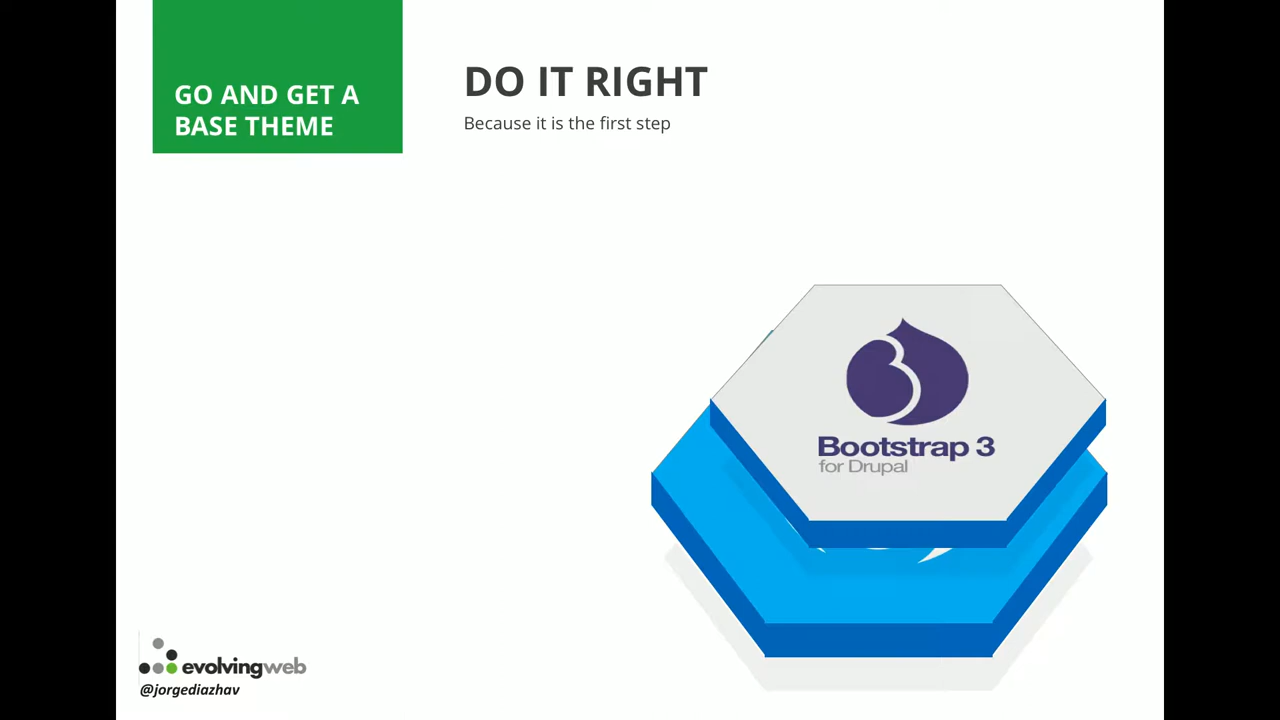 GO AND GET A
BASE THEME
DO IT RIGHT
Because it is the first step
Bootstrap 3
for Drupal
evolvingweb
@jorgediazhav